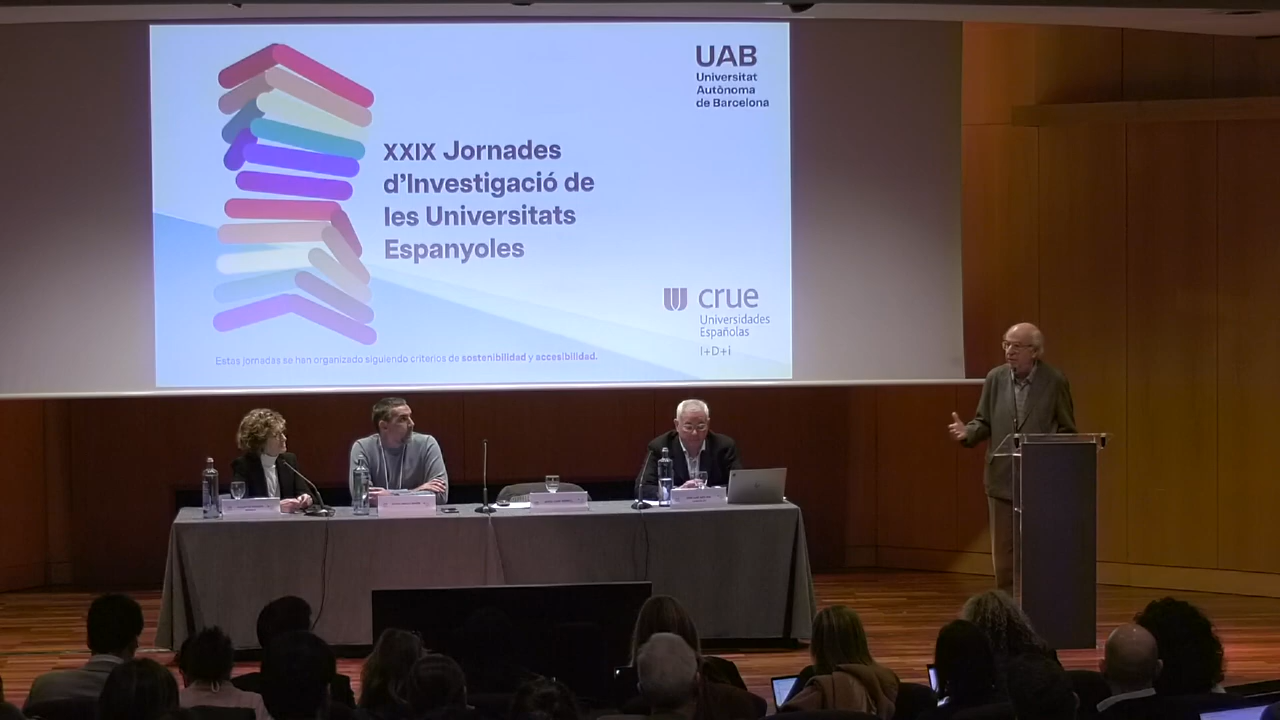 UAB
Universitat
Autònoma
de Barcelona
XXIX Jornades
d'Investigació de
les Universitats
Espanyoles
crue
Universidades
Españolas
I+D+i
Estas jornadas se han organizado siguiendo criterios de sostenibilidad y accesibilidad.